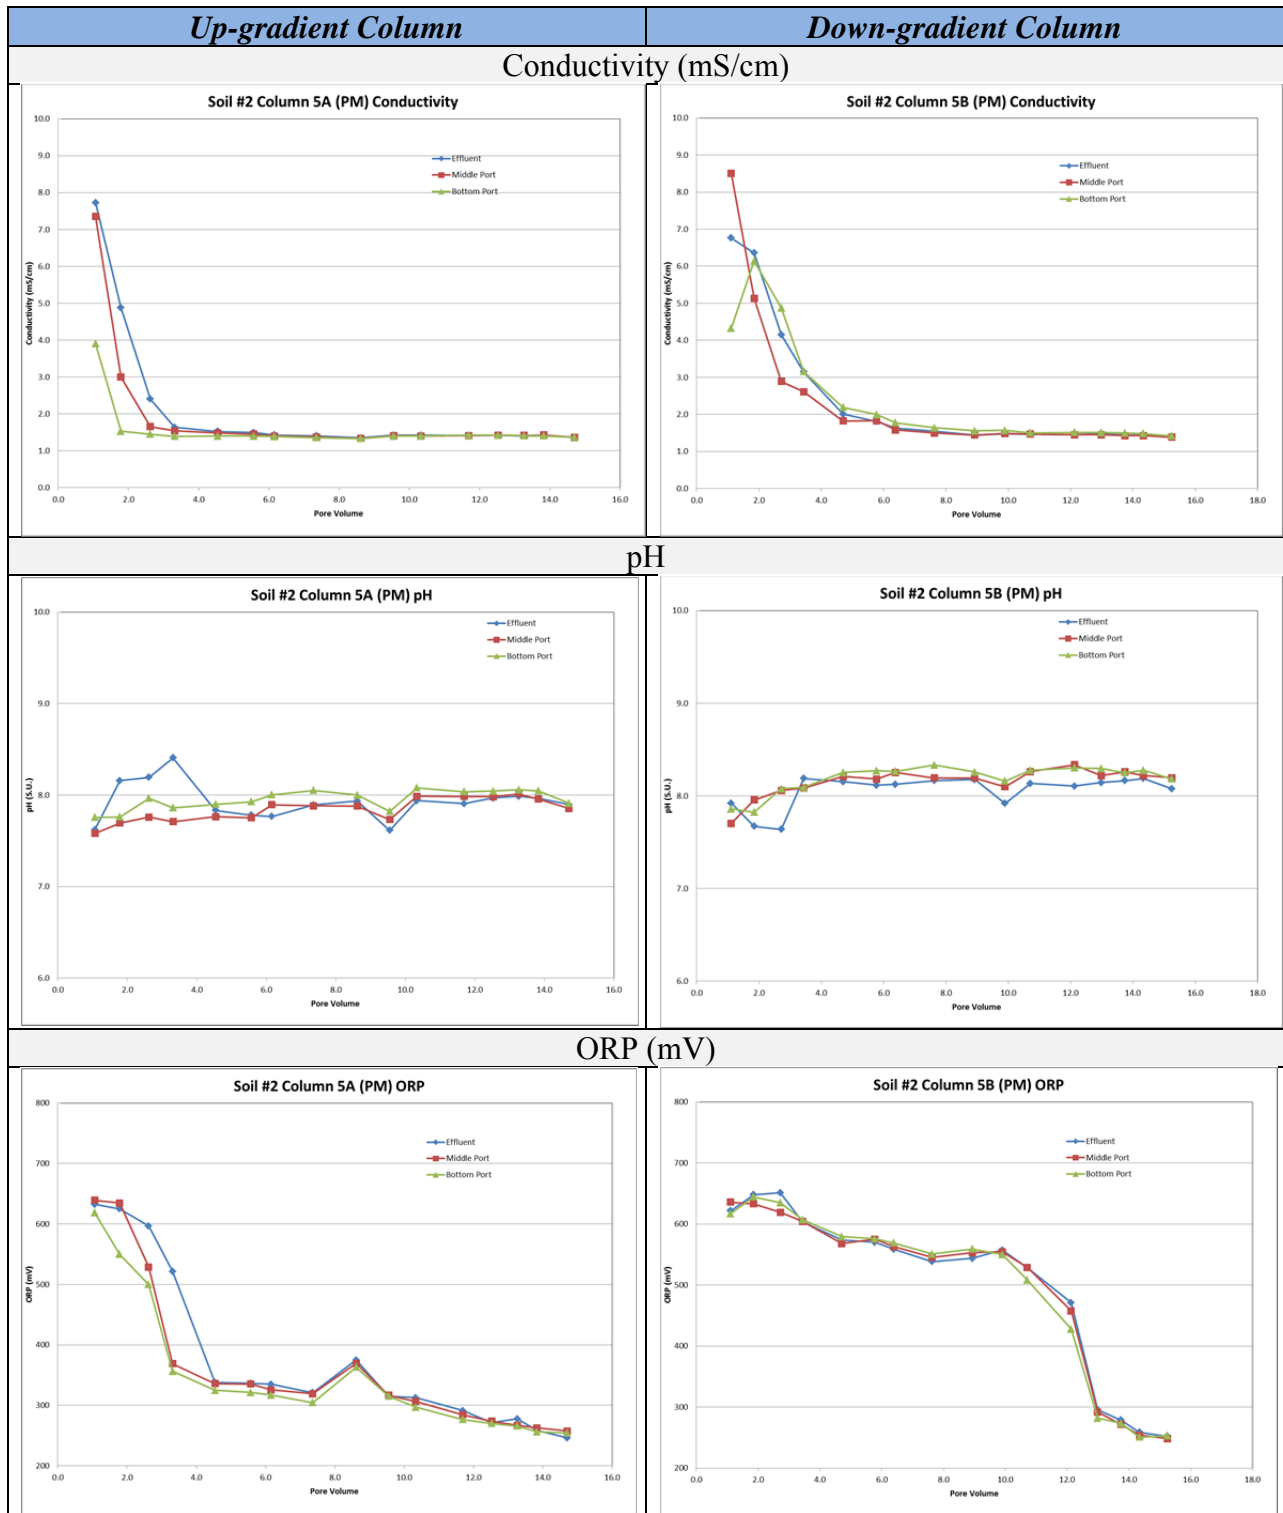 Up-gradient Column
Down-gradient Column
Conductivity (mS/cm)
Soil #2 Column 5A (PM) Conductivity
10.0
9.0
8.0
7.0
6.0
5.0
4.0
3.0
2.0
1.0
0.0
Conductivity (mS/cm)
Effluent
Middle Port
Bottom Port
0.0 2.0 4.0 6.0 8.0 10.0 12.0 14.0 16.0
Pore Volume
Soil #2 Column 5B (PM) Conductivity
10.0
9.0
8.0
7.0
6.0
5.0
4.0
3.0
2.0
1.0
0.0
Conductivity (mS/cm)
Effluent
Middle Port
Bottom Port
0.0 2.0 4.0 6.0 8.0 10.0 12.0 14.0 16.0 18.0
Pore Volume
pH
Soil #2 Column 5A (PM) pH
10.0
9.0
8.0
7.0
6.0
pH (S.U.)
Effluent
Middle Port
Bottom Port
0.0 2.0 4.0 6.0 8.0 10.0 12.0 14.0 16.0
Pore Volume
Soil #2 Column 5B (PM) pH
10.0
9.0
8.0
7.0
6.0
pH (S.U.)
Effluent
Middle Port
Bottom Port
0.0 2.0 4.0 6.0 8.0 10.0 12.0 14.0 16.0 18.0
Pore Volume
ORP (mV)
Soil #2 Column 5A (PM) ORP
800
700
600
500
400
300
200
ORP (mV)
Effluent
Middle Port
Bottom Port
0.0 2.0 4.0 6.0 8.0 10.0 12.0 14.0 16.0
Pore Volume
Soil #2 Column 5B (PM) ORP
800
700
600
500
400
300
200
ORP (mV)
Effluent
Middle Port
Bottom Port
0.0 2.0 4.0 6.0 8.0 10.0 12.0 14.0 16.0 18.0
Pore Volume